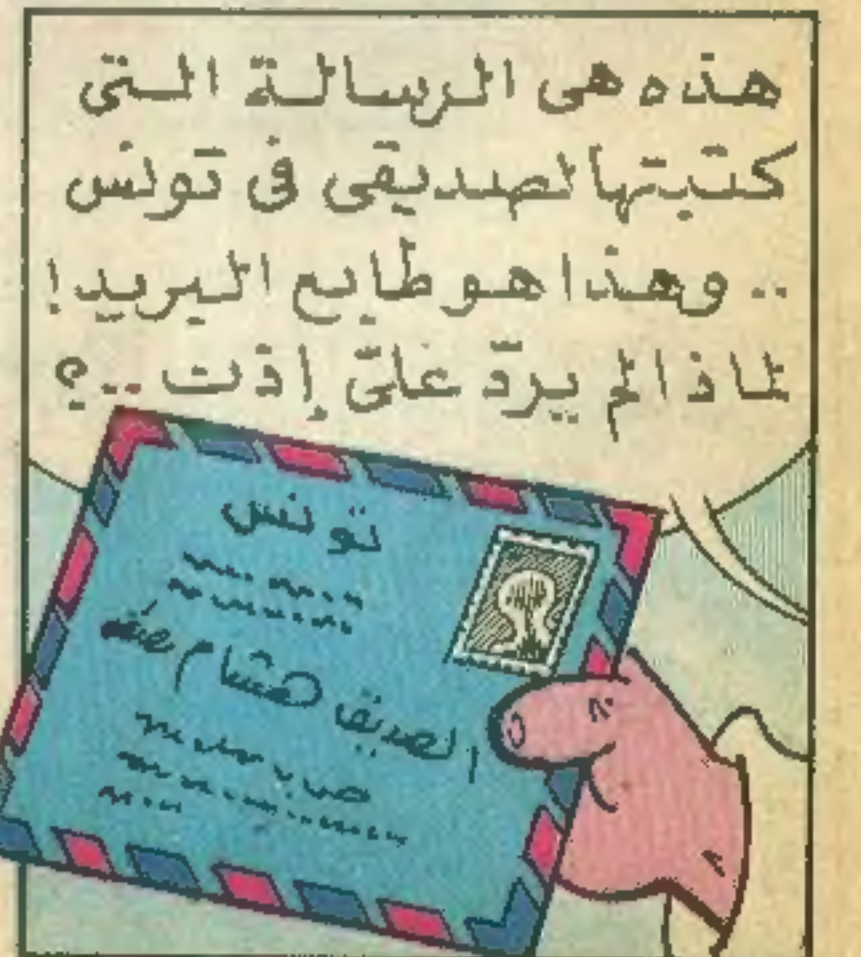 هذه هى الرسالة التى
كتبتها لصديقى فى تونس
.. وهذا هو طابع البريد!
لماذا لم يردّ علىّ إذن ..؟
تونس
الصديق هشام